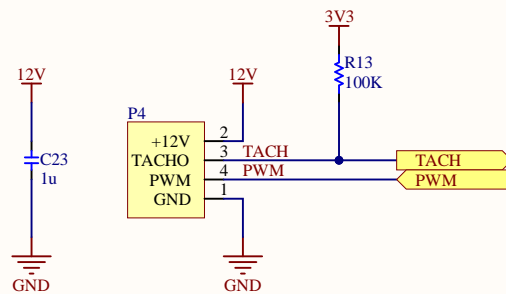 3V3
12V
12V
R13
100K
P4
C23
1u
+12V 2
TACHO 3 TACH TACH
PWM 4 PWM PWM
GND 1
GND
GND